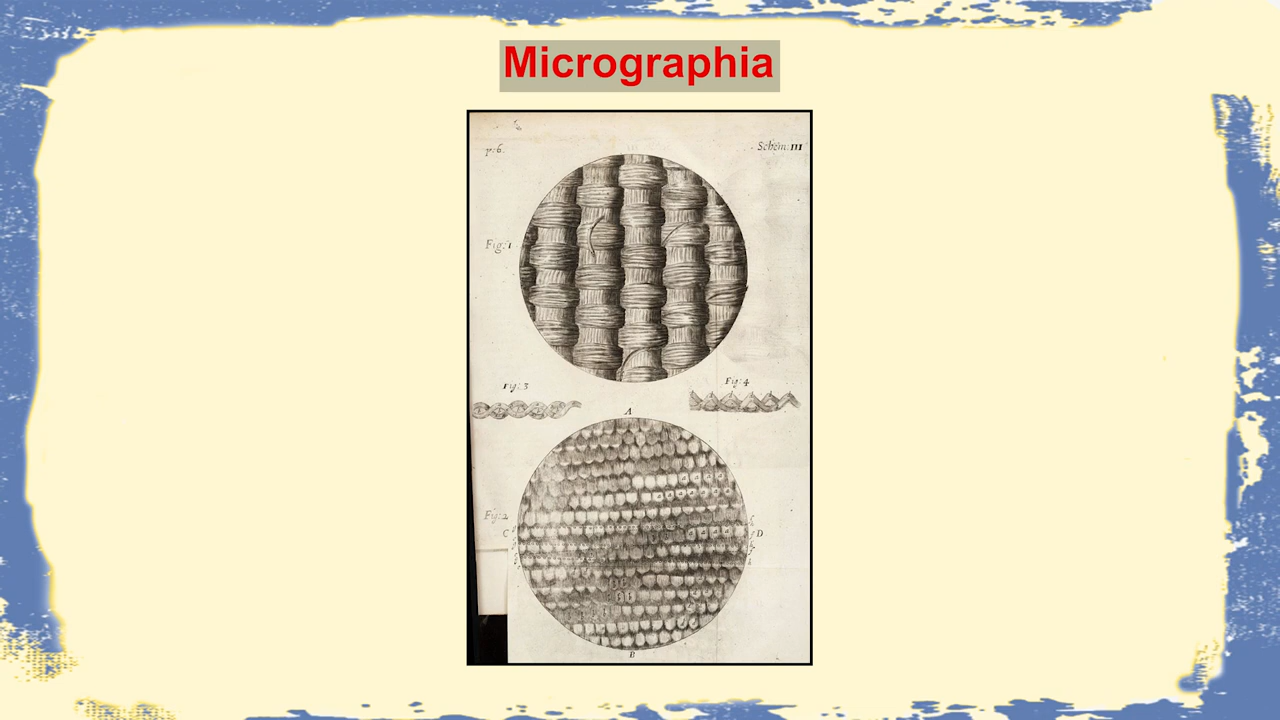 Micrographia
p:6.
Schem: III
Fig: 1
Fig: 3
Fig: 4
A
Fig: 2
C
D
B